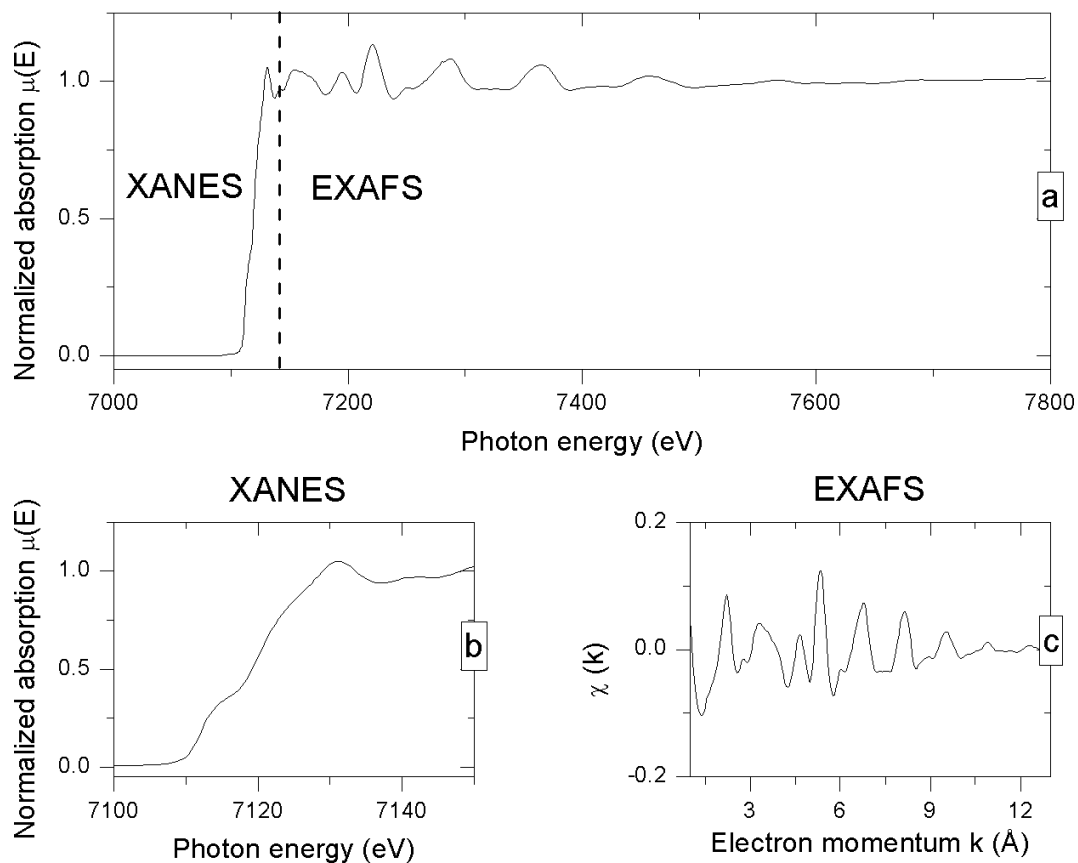 Normalized absorption μ(E)
1.0
0.5
0.0
XANES
EXAFS
a
7000
7200
7400
7600
7800
Photon energy (eV)
XANES
Normalized absorption μ(E)
1.0
0.5
0.0
b
7100
7120
7140
Photon energy (eV)
EXAFS
χ (k)
0.2
0.0
-0.2
c
3
6
9
12
Electron momentum k (Å)